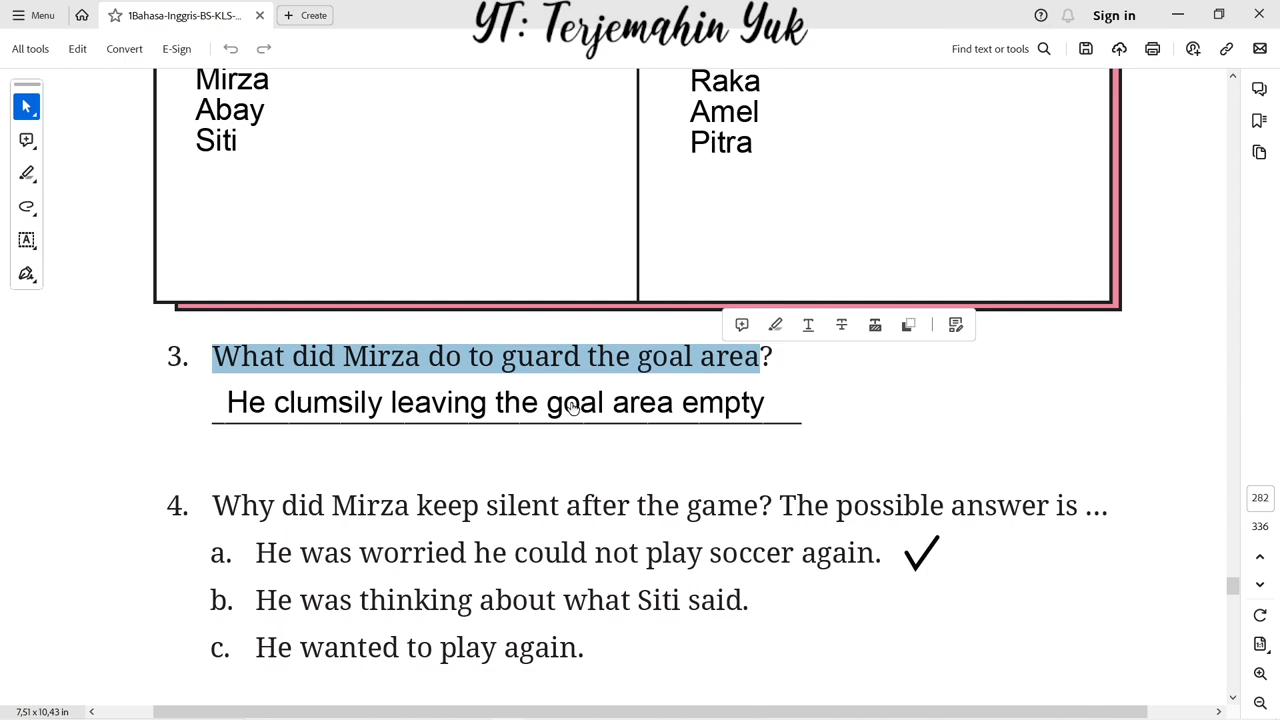 YT: Terjemahin Yuk
Menu
1Bahasa-Inggris-BS-KLS-...
Create
Sign in
All tools
Edit
Convert
E-Sign
Find text or tools
Mirza
Abay
Siti
Raka
Amel
Pitra
3. What did Mirza do to guard the goal area?
He clumsily leaving the goal area empty
4. Why did Mirza keep silent after the game? The possible answer is ...
a. He was worried he could not play soccer again.
b. He was thinking about what Siti said.
c. He wanted to play again.
282
336
7,51 x 10,43 in